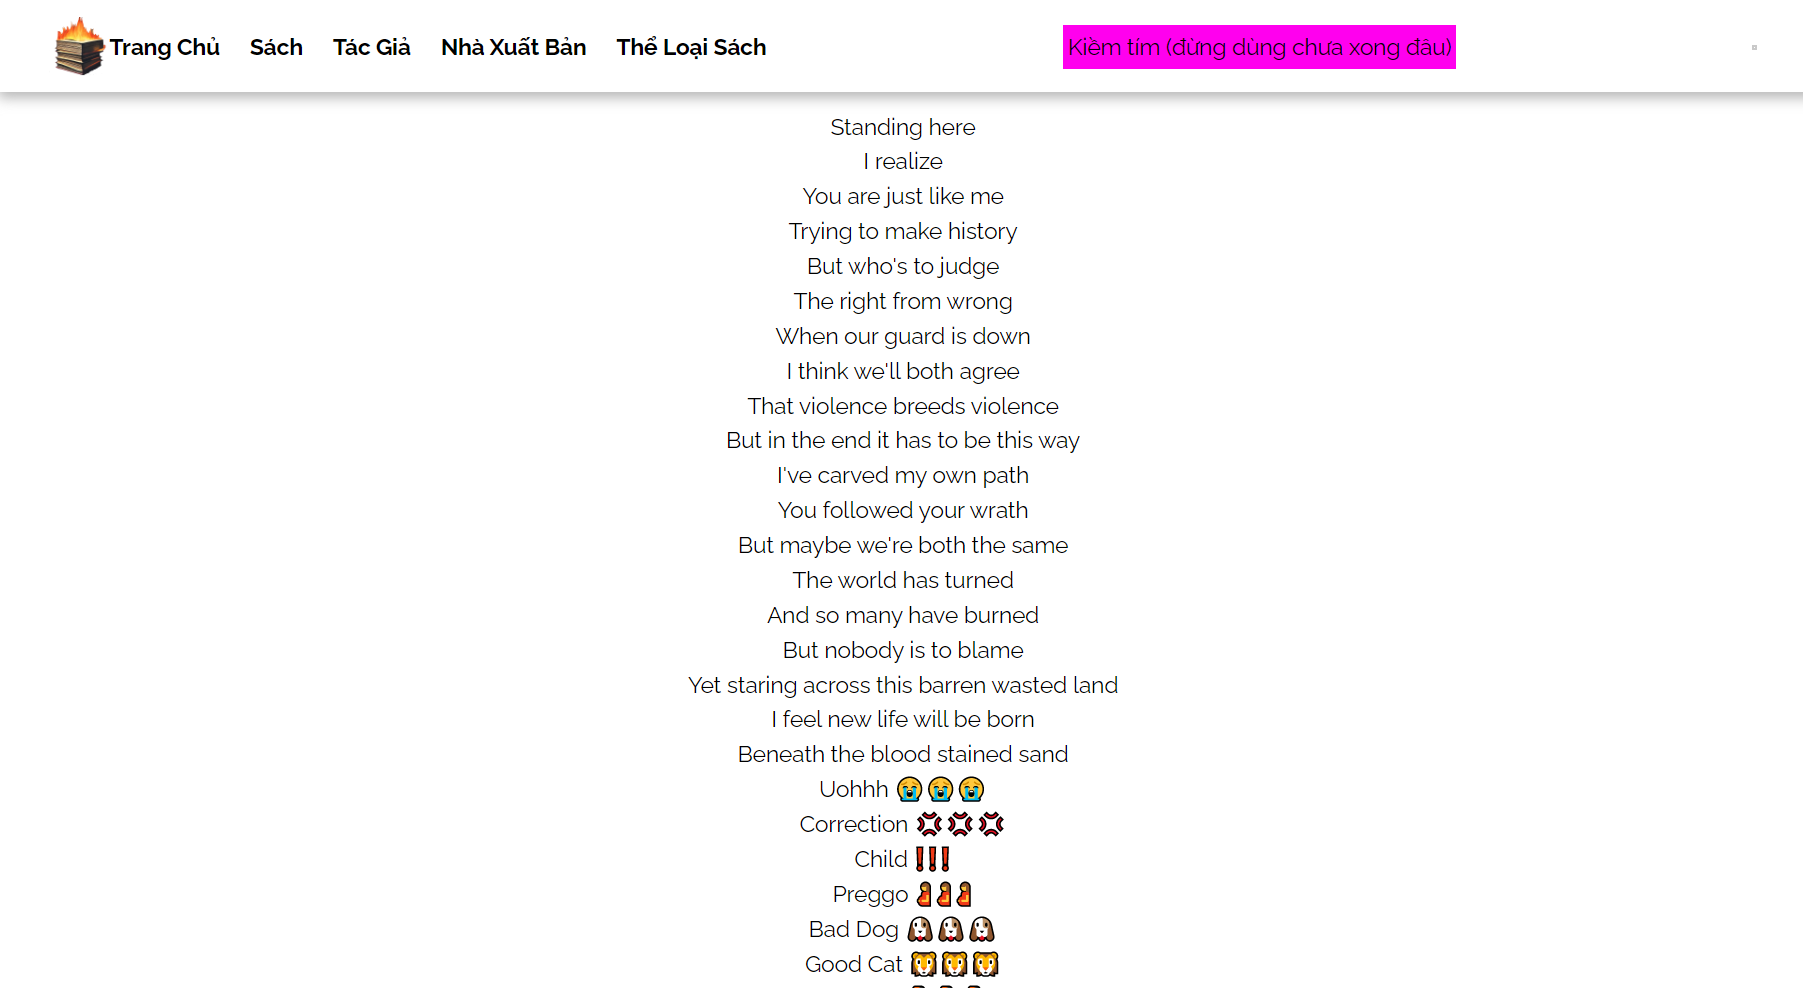 Trang Chủ Sách Tác Giả Nhà Xuất Bản Thể Loại Sách Kiềm tím (đừng dùng chưa xong đâu)
Standing here
I realize
You are just like me
Trying to make history
But who's to judge
The right from wrong
When our guard is down
I think we'll both agree
That violence breeds violence
But in the end it has to be this way
I've carved my own path
You followed your wrath
But maybe we're both the same
The world has turned
And so many have burned
But nobody is to blame
Yet staring across this barren wasted land
I feel new life will be born
Beneath the blood stained sand
Uohhh 😭😭😭
Correction 💢💢💢
Child ❗❗❗
Preggo 🤰🤰🤰
Bad Dog 🐶🐶🐶
Good Cat 🐯🐯🐯